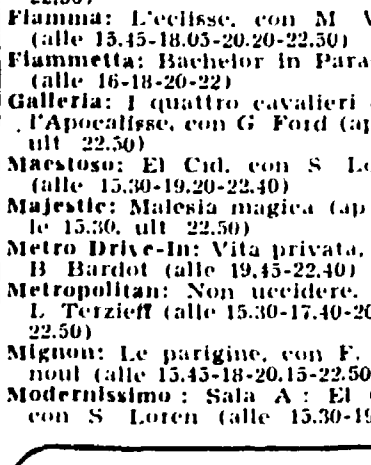 22.50)
Fiamma: L'eclisse, con M V
(alle 15.45-18.05-20.20-22.50)
Fiammetta: Bachelor in Para
(alle 16-18-20-22)
Galleria: I quattro cavalieri
l'Apocalisse, con G Ford (ap
ult 22.50)
Maestoso: El Cid, con S Lo
(alle 15.30-19.20-22.40)
Majestic: Malesia magica (ap
le 15.30, ult 22.50)
Metro Drive-In: Vita privata,
B Bardot (alle 19.45-22.40)
Metropolitan: Non uccidere,
L Terzieff (alle 15.30-17.40-20
22.50)
Mignon: Le parigine, con F.
noul (alle 15.45-18-20.15-22.50
Modernissimo: Sala A: El
con S Loren (alle 15.30-19